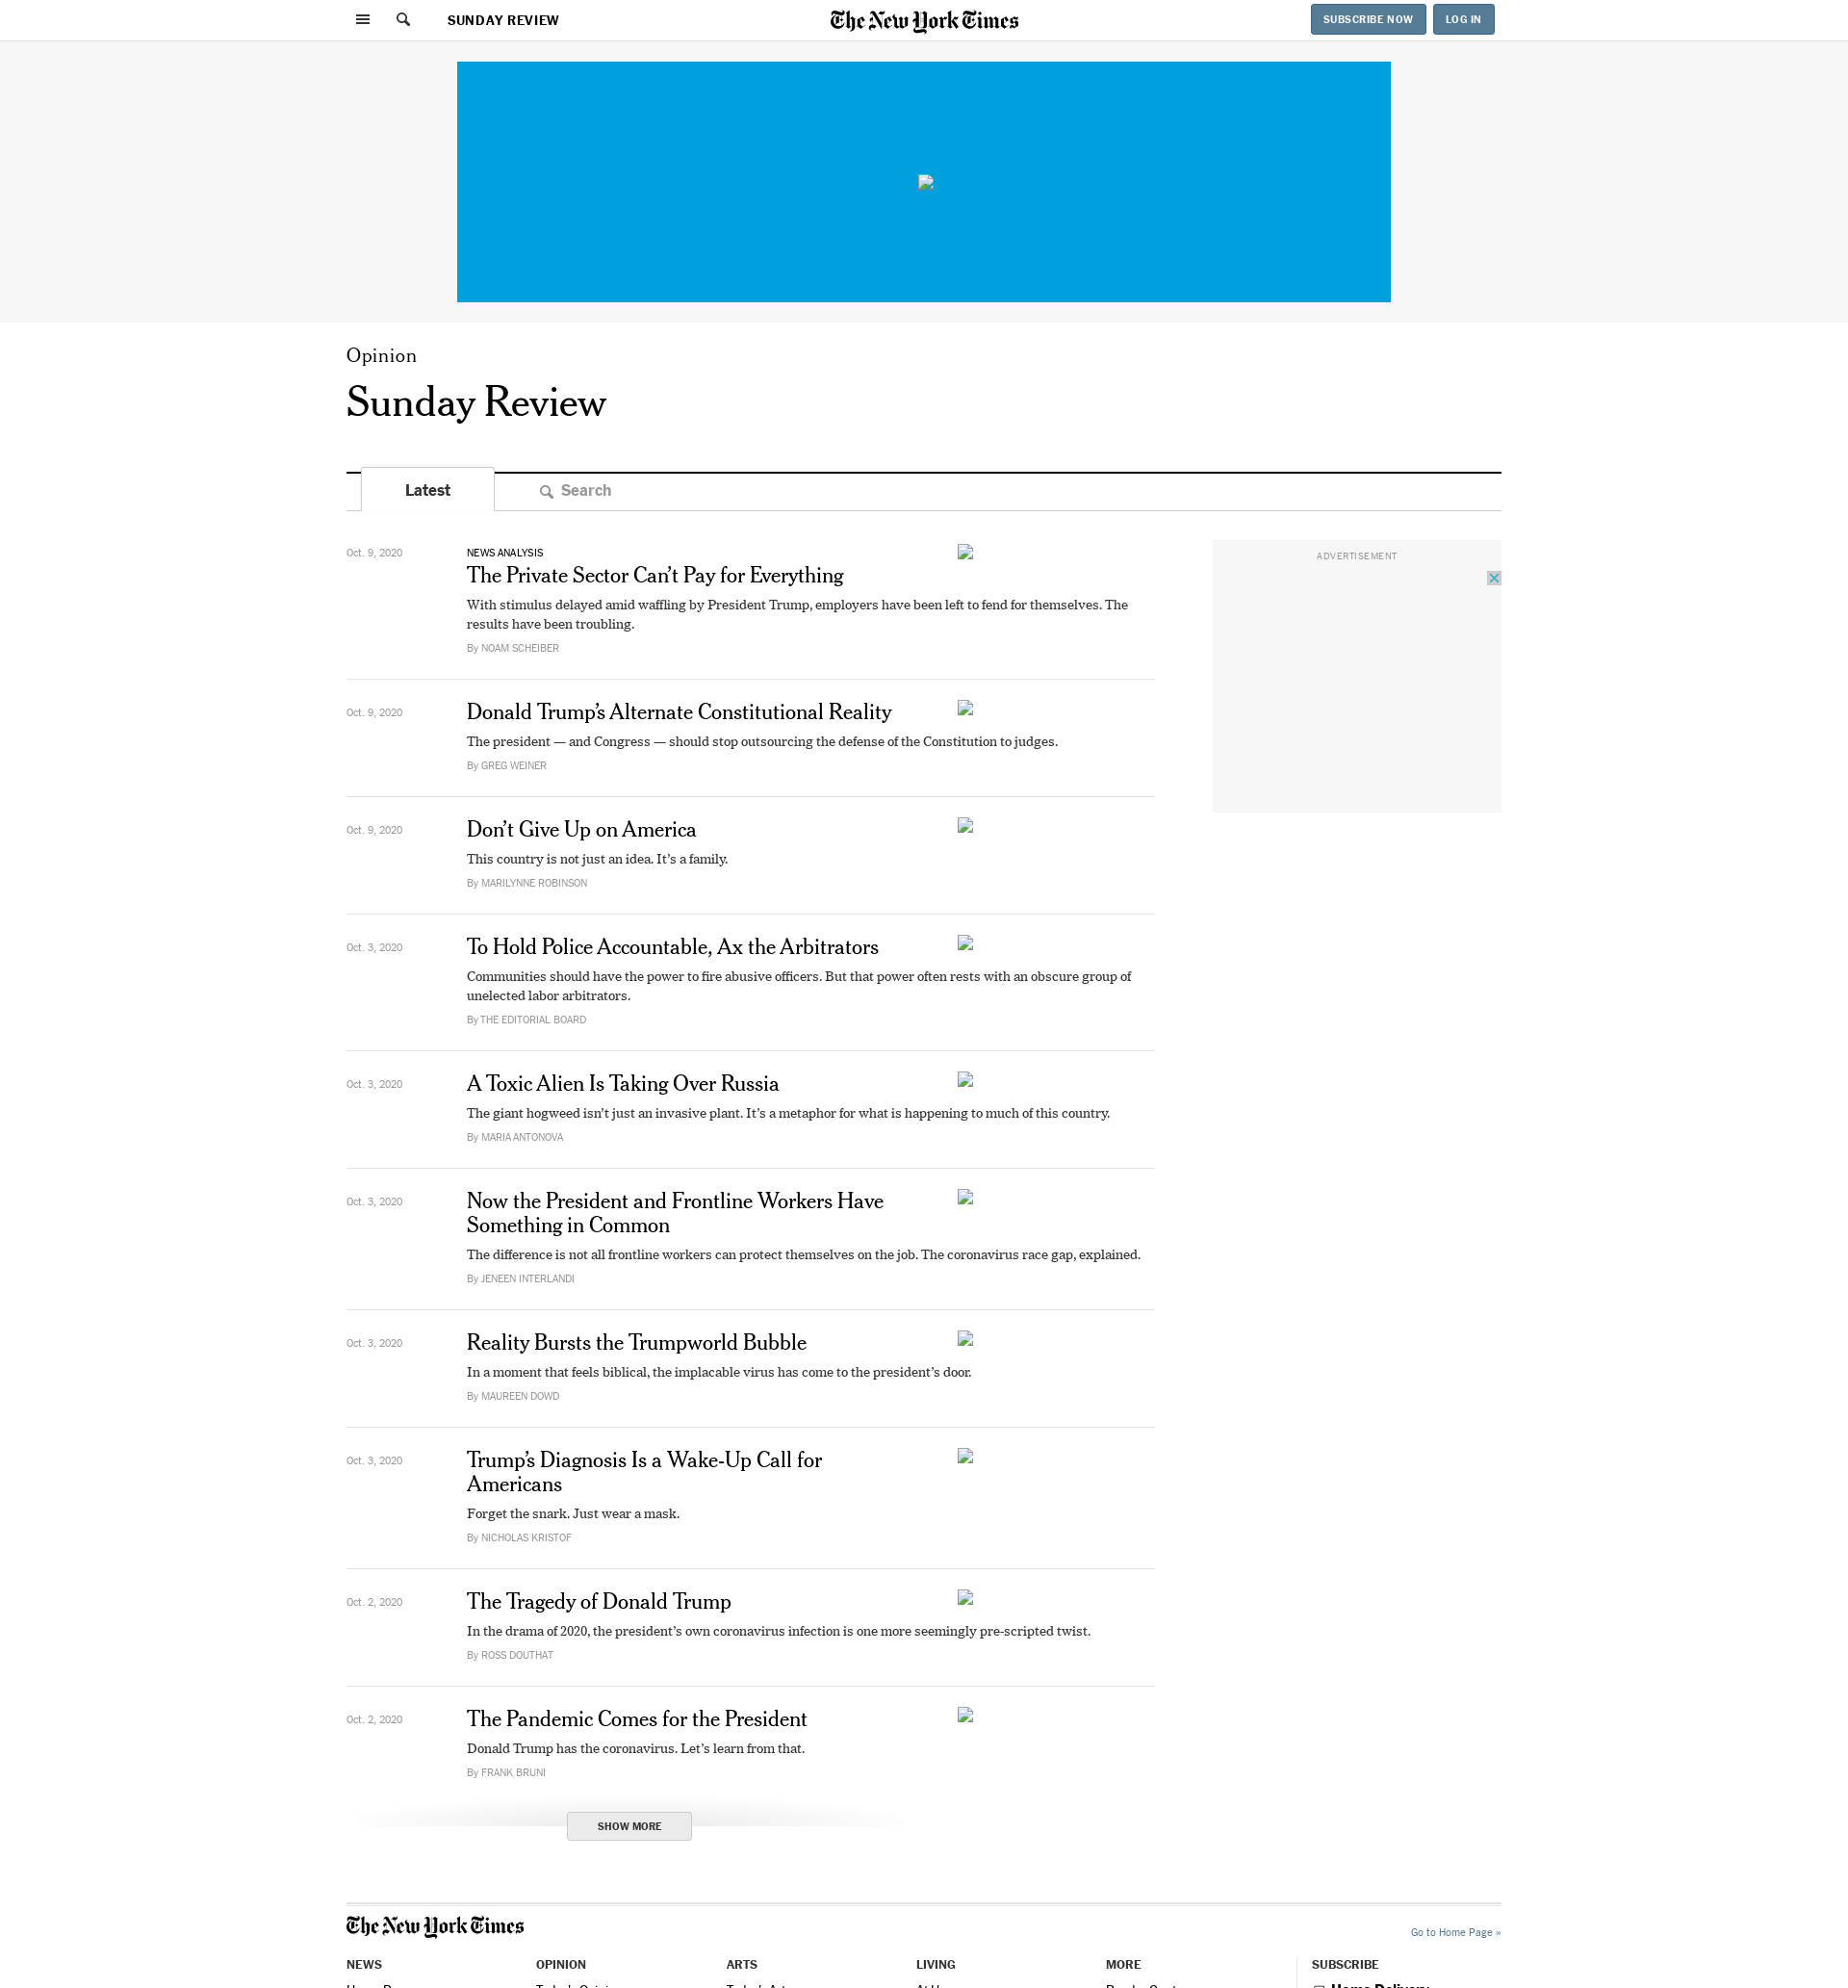 SUNDAY REVIEW
The New York Times
SUBSCRIBE NOW
LOG IN
Opinion
Sunday Review
Latest
Search
Oct. 9, 2020
NEWS ANALYSIS
The Private Sector Can’t Pay for Everything
With stimulus delayed amid waffling by President Trump, employers have been left to fend for themselves. The
results have been troubling.
By NOAM SCHEIBER
ADVERTISEMENT
Oct. 9, 2020
Donald Trump’s Alternate Constitutional Reality
The president — and Congress — should stop outsourcing the defense of the Constitution to judges.
By GREG WEINER
Oct. 9, 2020
Don’t Give Up on America
This country is not just an idea. It’s a family.
By MARILYNNE ROBINSON
Oct. 3, 2020
To Hold Police Accountable, Ax the Arbitrators
Communities should have the power to fire abusive officers. But that power often rests with an obscure group of
unelected labor arbitrators.
By THE EDITORIAL BOARD
Oct. 3, 2020
A Toxic Alien Is Taking Over Russia
The giant hogweed isn’t just an invasive plant. It’s a metaphor for what is happening to much of this country.
By MARIA ANTONOVA
Oct. 3, 2020
Now the President and Frontline Workers Have
Something in Common
The difference is not all frontline workers can protect themselves on the job. The coronavirus race gap, explained.
By JENEEN INTERLANDI
Oct. 3, 2020
Reality Bursts the Trumpworld Bubble
In a moment that feels biblical, the implacable virus has come to the president’s door.
By MAUREEN DOWD
Oct. 3, 2020
Trump’s Diagnosis Is a Wake-Up Call for
Americans
Forget the snark. Just wear a mask.
By NICHOLAS KRISTOF
Oct. 2, 2020
The Tragedy of Donald Trump
In the drama of 2020, the president’s own coronavirus infection is one more seemingly pre-scripted twist.
By ROSS DOUTHAT
Oct. 2, 2020
The Pandemic Comes for the President
Donald Trump has the coronavirus. Let’s learn from that.
By FRANK BRUNI
SHOW MORE
The New York Times
Go to Home Page »
NEWS
OPINION
ARTS
LIVING
MORE
SUBSCRIBE